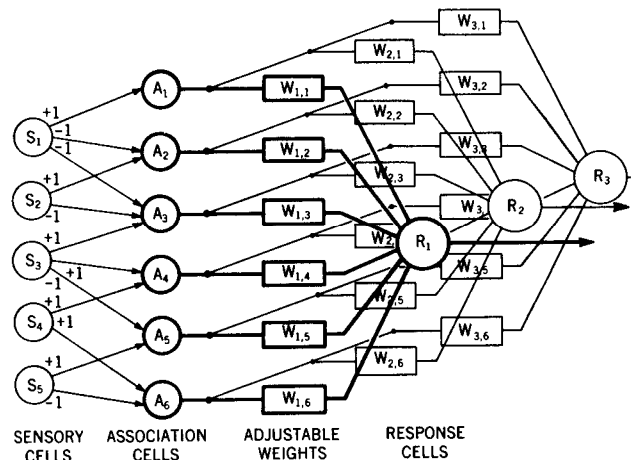 W3,1
W2,1
A1
W1,1
W3,2
+1
S1
-1
-1
W2,2
A2
W1,2
W3,3
+1
S2
-1
W2,3
A3
W1,3
R3
R2
W3,
+1
S3
+1
-1
W2,
R1
A4
W1,4
W3,5
+1
S4
+1
W2,5
A5
W1,5
W3,6
+1
S5
-1
W2,6
A6
W1,6
SENSORY CELLS
ASSOCIATION CELLS
ADJUSTABLE WEIGHTS
RESPONSE CELLS